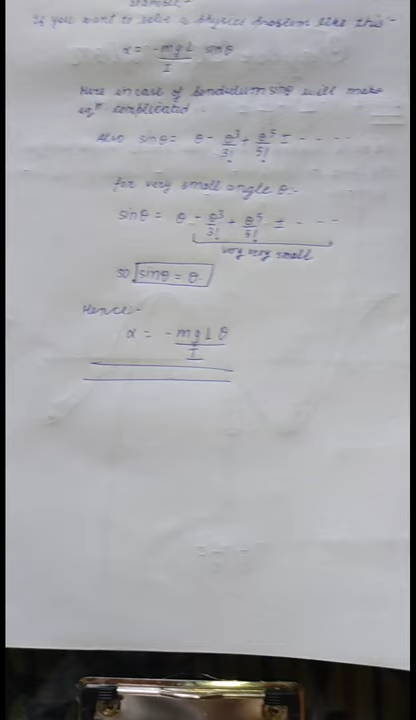 Example:-
If you want to solve a physics problem like this:-
α = -mgL/I sinθ
Here in case of pendulum sinθ will make
eqⁿ complicated.
Also sinθ = θ - θ³/3! + θ⁵/5! ± - - - -
for very small angle θ:-
sinθ = θ - θ³/3! + θ⁵/5! ± - - -
very very small
so sinθ = θ
Hence:-
α = -mgLθ/I